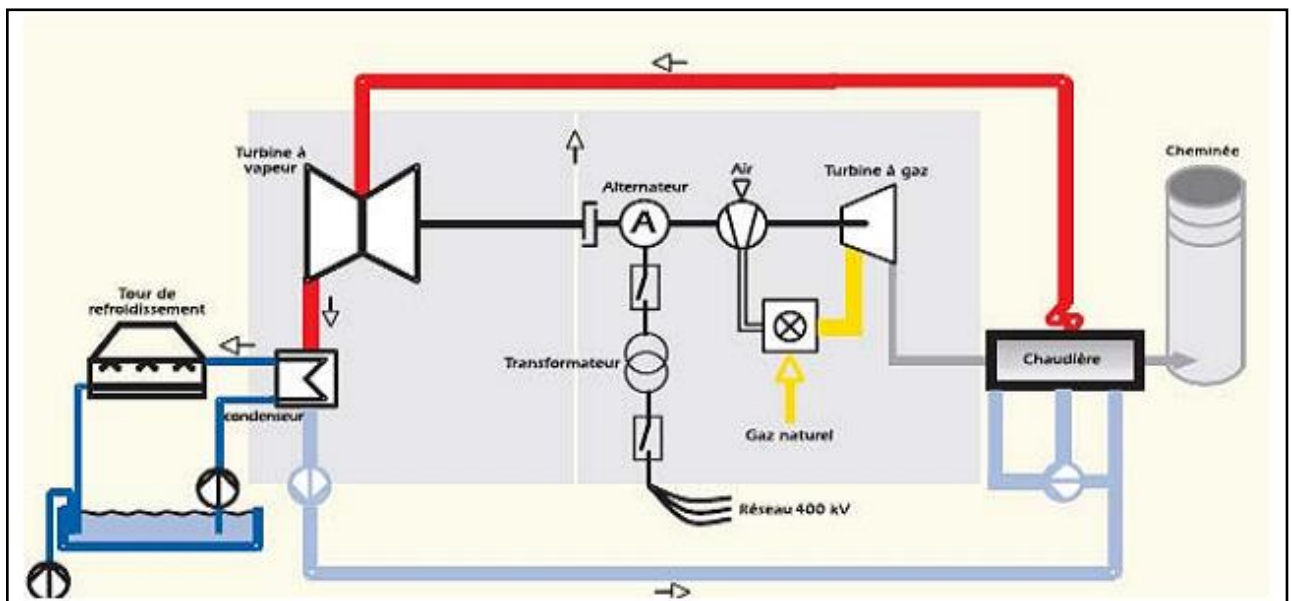 Turbine à
vapeur
Alternateur
Air
Turbine à gaz
Cheminée
A
Tour de
refroidissement
Transformateur
Chaudière
condenseur
Gaz naturel
Réseau 400 kV